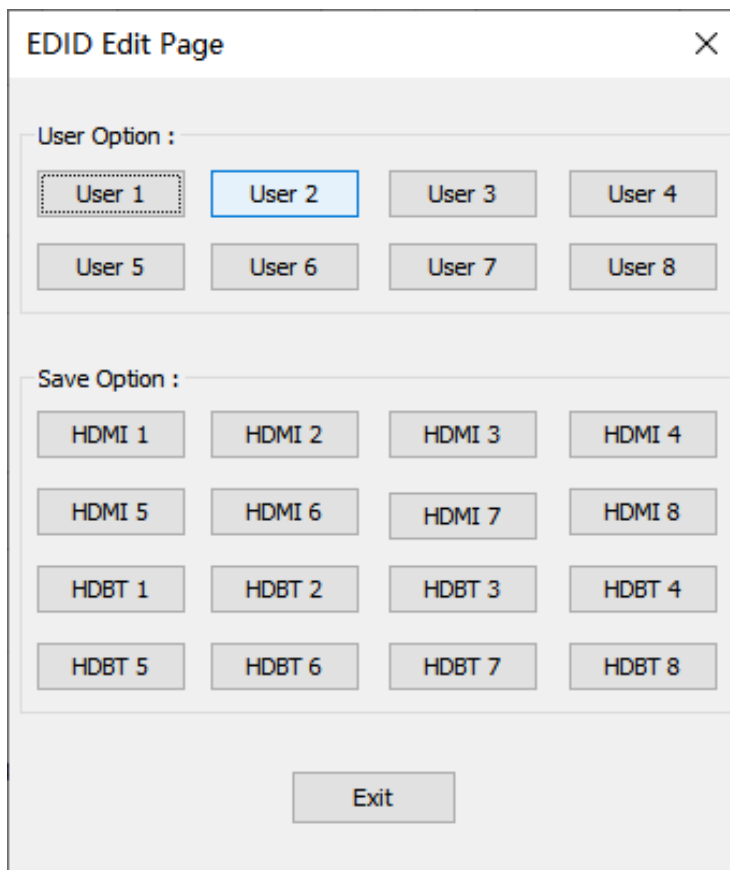 EDID Edit Page
User Option :
User 1 User 2 User 3 User 4
User 5 User 6 User 7 User 8
Save Option :
HDMI 1 HDMI 2 HDMI 3 HDMI 4
HDMI 5 HDMI 6 HDMI 7 HDMI 8
HDBT 1 HDBT 2 HDBT 3 HDBT 4
HDBT 5 HDBT 6 HDBT 7 HDBT 8
Exit